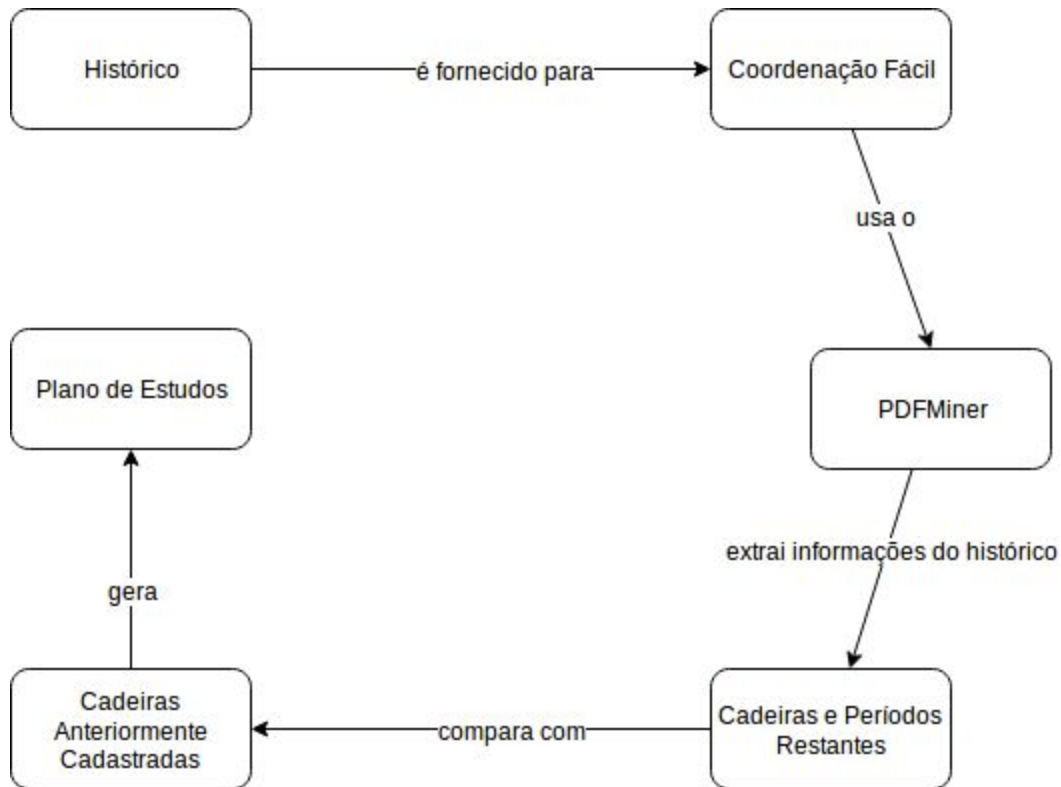 Histórico
é fornecido para
Coordenação Fácil
usa o
PDFMiner
extrai informações do histórico
Cadeiras e Períodos
Restantes
compara com
Cadeiras
Anteriormente
Cadastradas
gera
Plano de Estudos